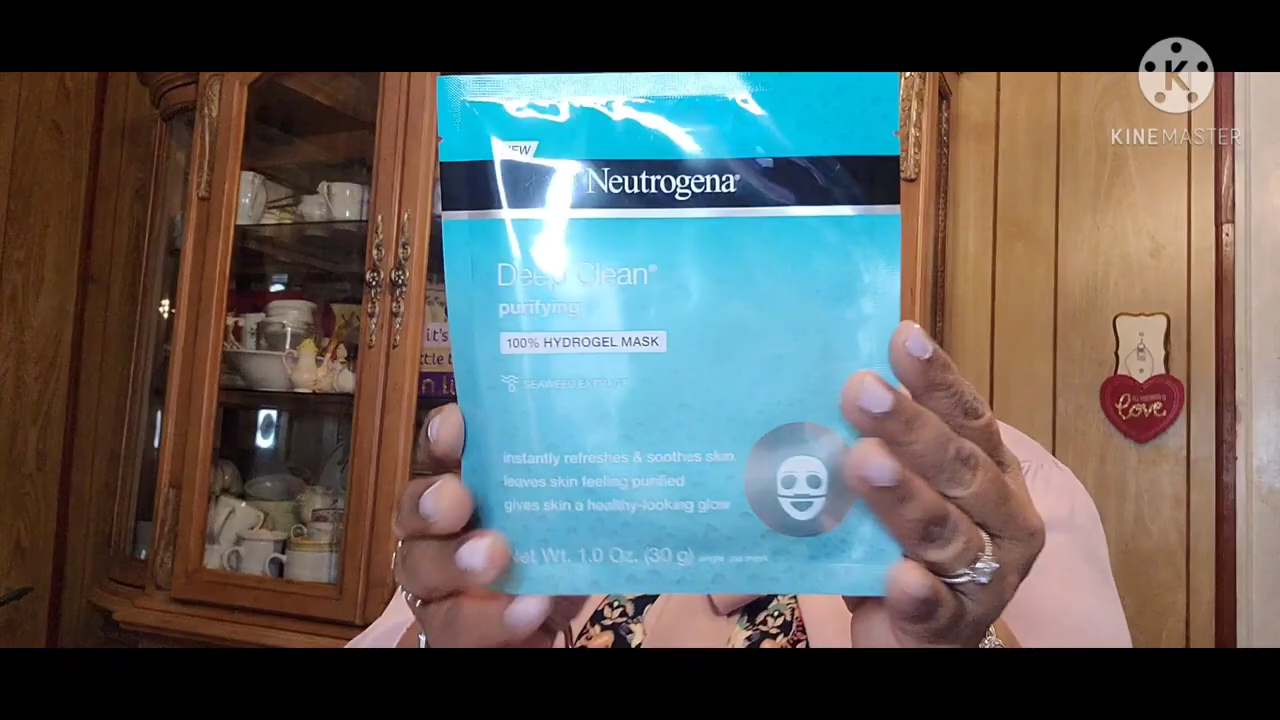 KINEMASTER
NEW
Neutrogena®
Deep Clean®
purifying
100% HYDROGEL MASK
SEAWEED EXTRACT
instantly refreshes & soothes skin
leaves skin feeling purified
gives skin a healthy-looking glow
Net Wt. 1.0 Oz. (30 g)
it's
Love